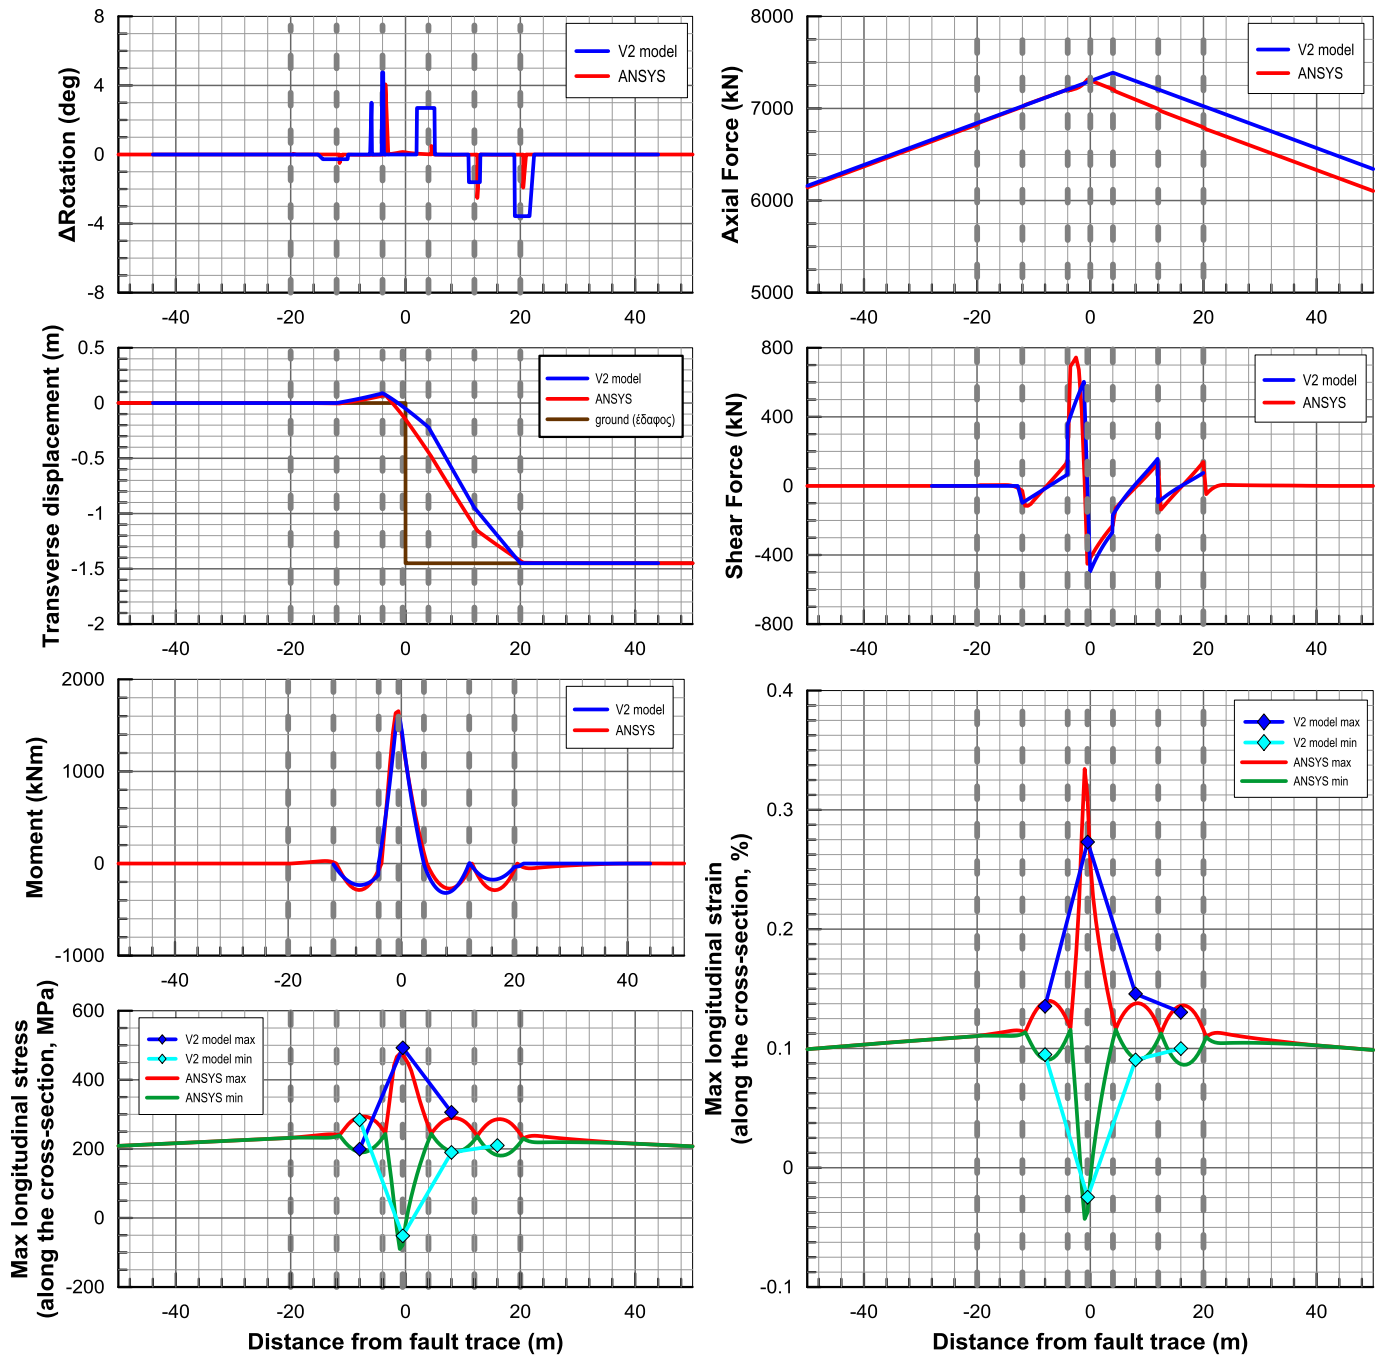 8
4
0
-4
-8
ΔRotation (deg)
V2 model
ANSYS
-40
-20
0
20
40
8000
7000
6000
5000
Axial Force (kN)
V2 model
ANSYS
-40
-20
0
20
40
0.5
0
-0.5
-1
-1.5
-2
Transverse displacement (m)
V2 model
ANSYS
ground (έδαφος)
-40
-20
0
20
40
800
400
0
-400
-800
Shear Force (kN)
V2 model
ANSYS
-40
-20
0
20
40
2000
1000
0
-1000
Moment (kNm)
V2 model
ANSYS
-40
-20
0
20
40
600
400
200
0
-200
Max longitudinal stress
(along the cross-section, MPa)
V2 model max
V2 model min
ANSYS max
ANSYS min
-40
-20
0
20
40
Distance from fault trace (m)
0.4
0.3
0.2
0.1
0
-0.1
Max longitudinal strain
(along the cross-section, %)
V2 model max
V2 model min
ANSYS max
ANSYS min
-40
-20
0
20
40
Distance from fault trace (m)